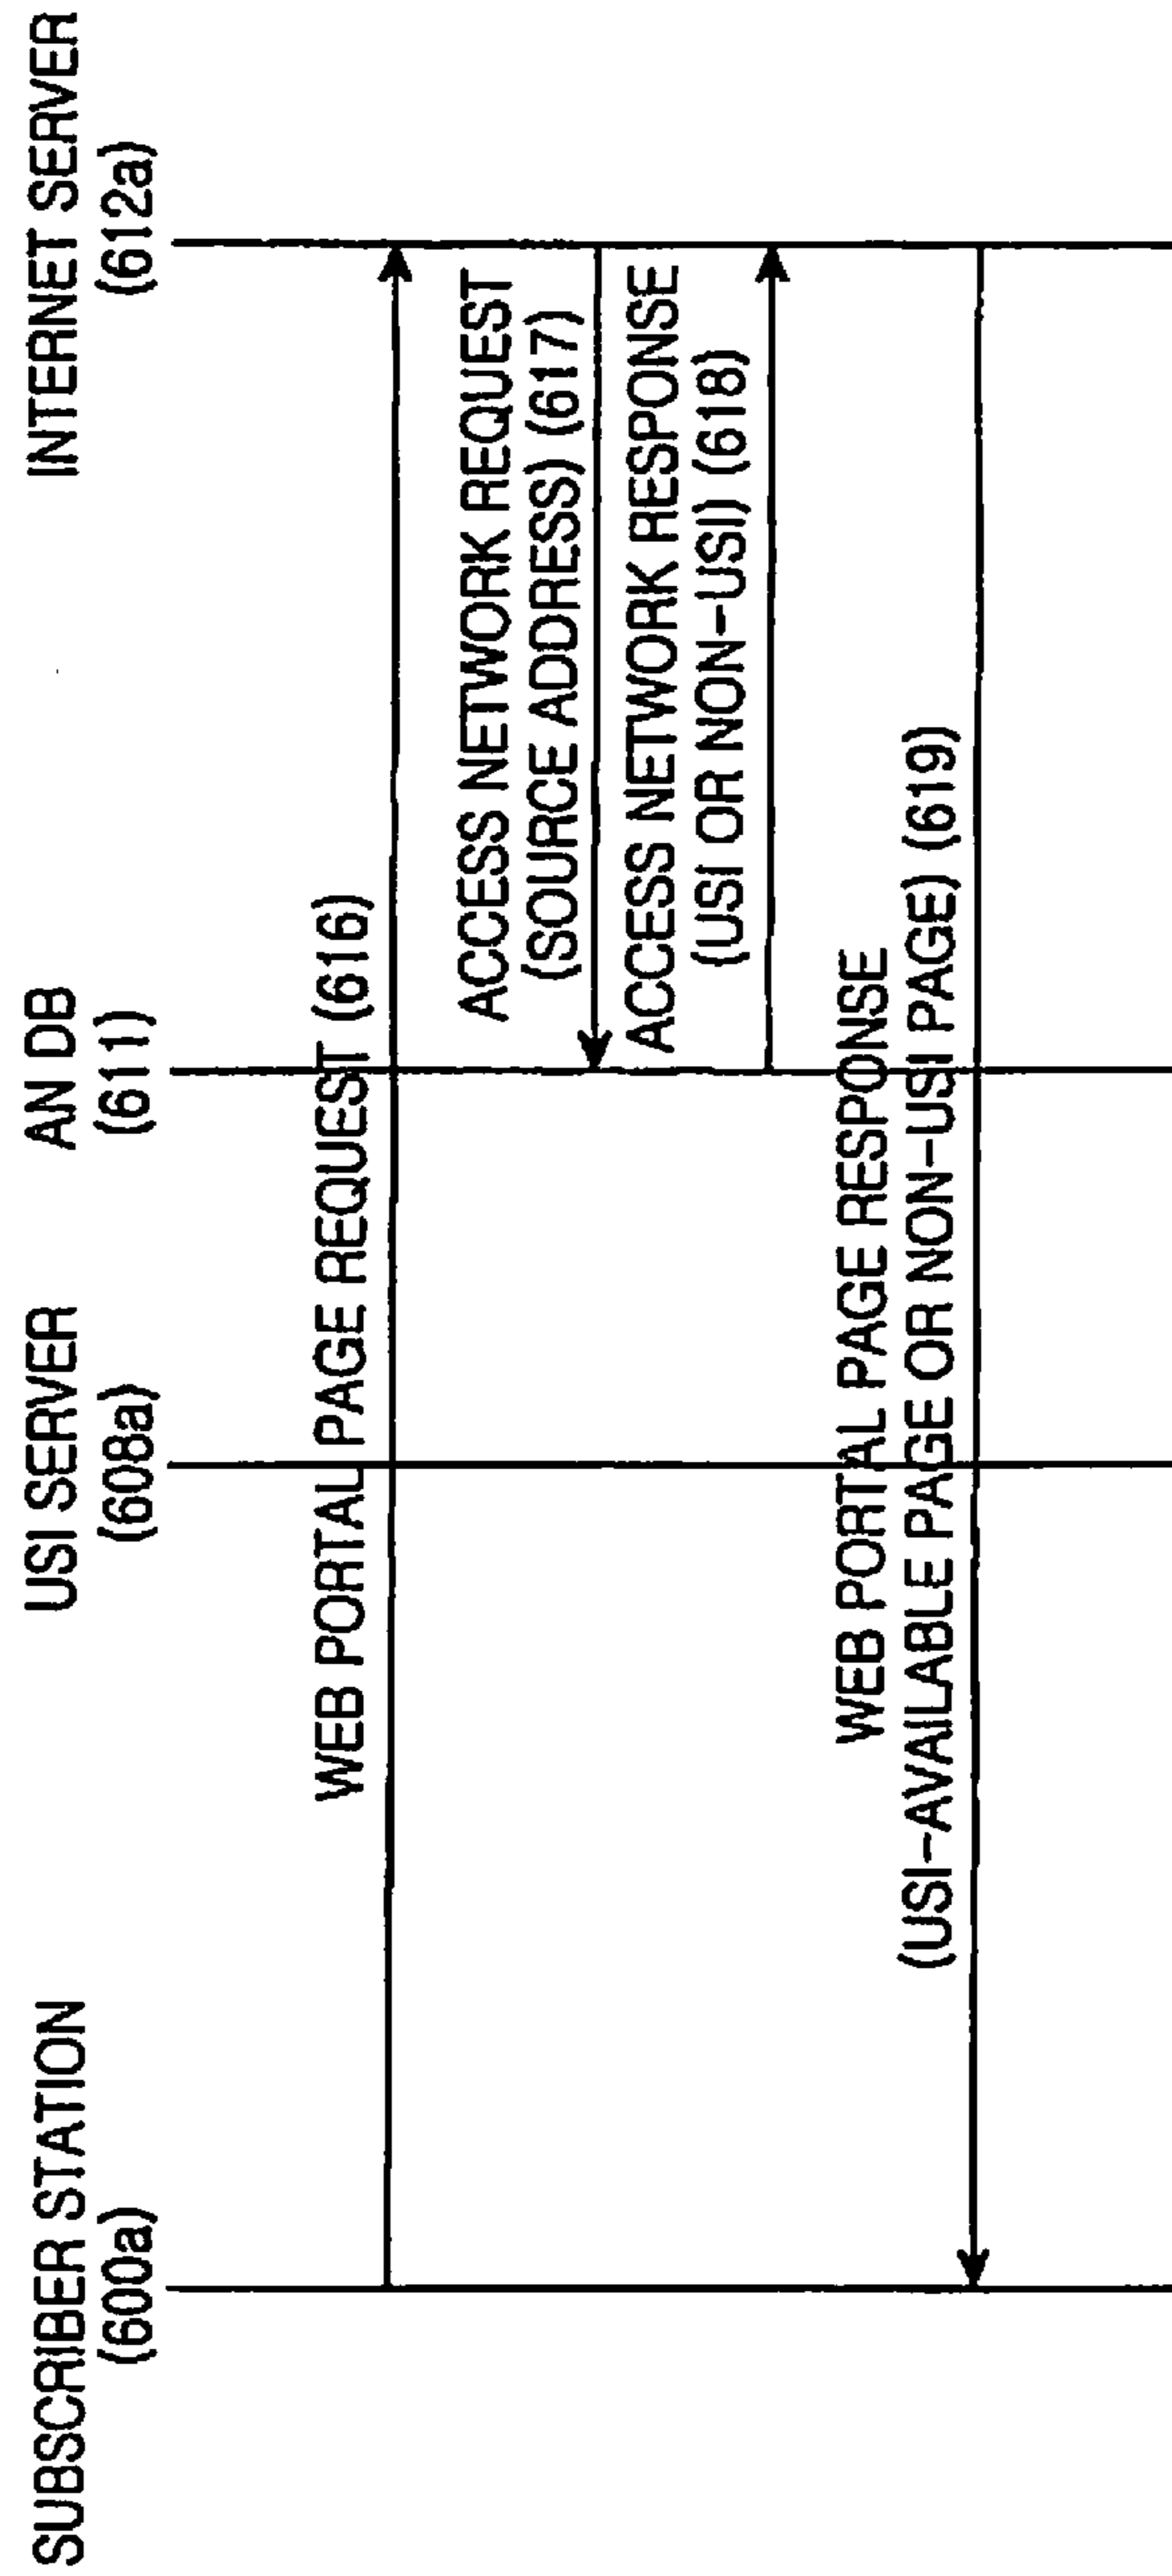 SUBSCRIBER STATION
(600a)
USI SERVER
(608a)
AN DB
(611)
INTERNET SERVER
(612a)
WEB PORTAL PAGE REQUEST (616)
ACCESS NETWORK REQUEST
(SOURCE ADDRESS) (617)
ACCESS NETWORK RESPONSE
(USI OR NON-USI) (618)
WEB PORTAL PAGE RESPONSE
(USI-AVAILABLE PAGE OR NON-USI PAGE) (619)